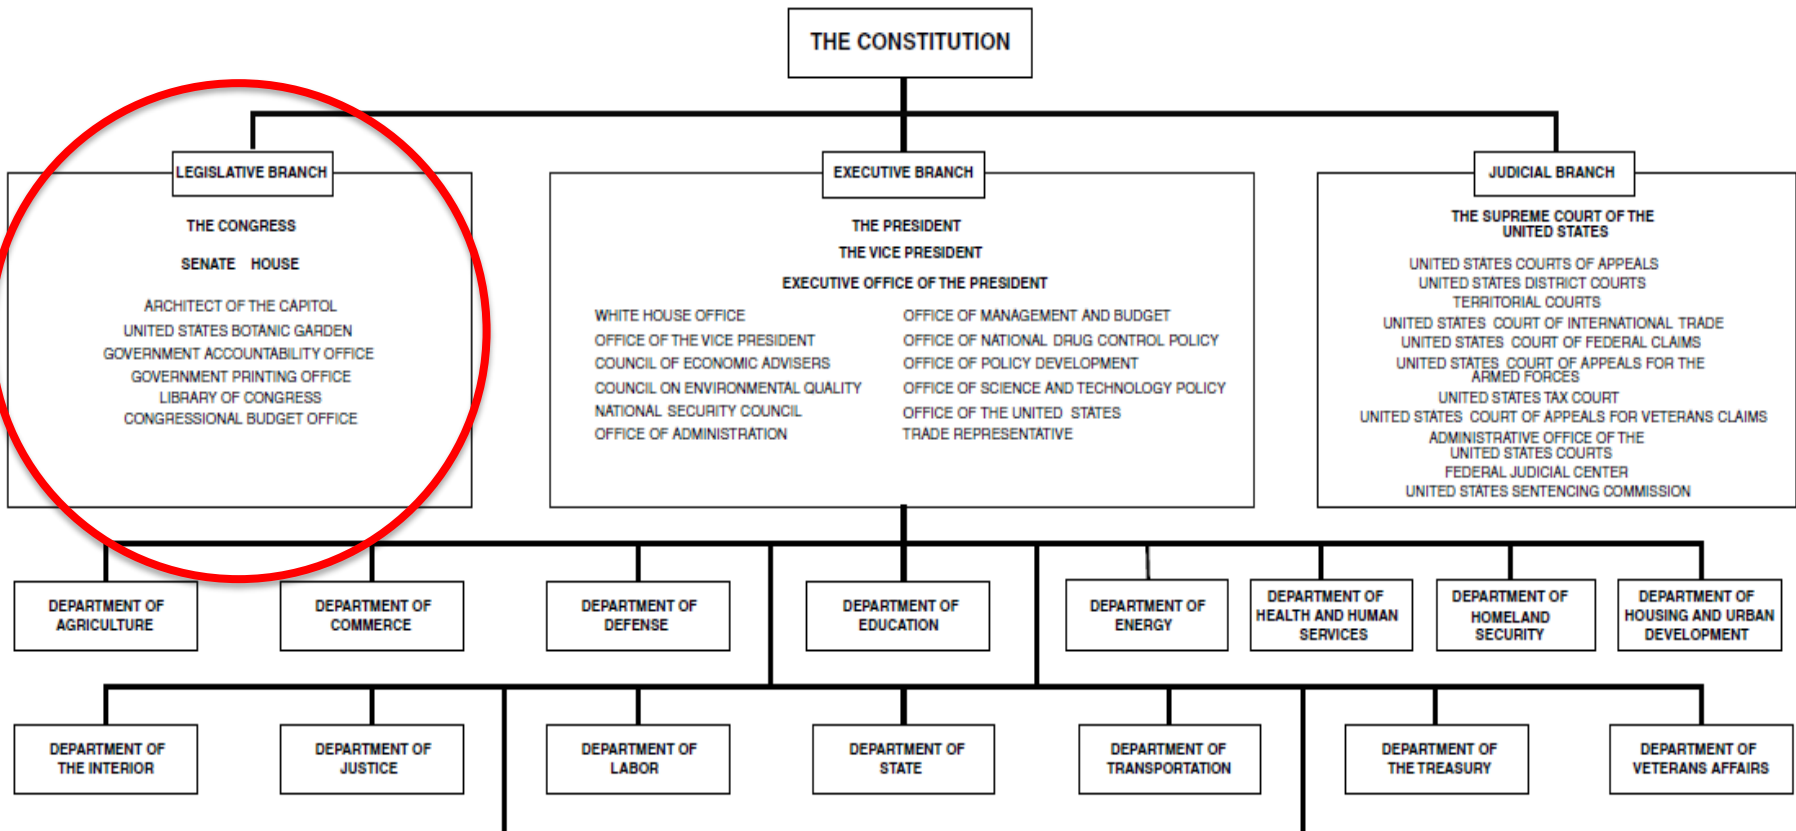 THE CONSTITUTION
LEGISLATIVE BRANCH
THE CONGRESS
SENATE HOUSE
ARCHITECT OF THE CAPITOL
UNITED STATES BOTANIC GARDEN
GOVERNMENT ACCOUNTABILITY OFFICE
GOVERNMENT PRINTING OFFICE
LIBRARY OF CONGRESS
CONGRESSIONAL BUDGET OFFICE
EXECUTIVE BRANCH
THE PRESIDENT
THE VICE PRESIDENT
EXECUTIVE OFFICE OF THE PRESIDENT
WHITE HOUSE OFFICE
OFFICE OF THE VICE PRESIDENT
COUNCIL OF ECONOMIC ADVISERS
COUNCIL ON ENVIRONMENTAL QUALITY
NATIONAL SECURITY COUNCIL
OFFICE OF ADMINISTRATION
OFFICE OF MANAGEMENT AND BUDGET
OFFICE OF NATIONAL DRUG CONTROL POLICY
OFFICE OF POLICY DEVELOPMENT
OFFICE OF SCIENCE AND TECHNOLOGY POLICY
OFFICE OF THE UNITED STATES
TRADE REPRESENTATIVE
JUDICIAL BRANCH
THE SUPREME COURT OF THE
UNITED STATES
UNITED STATES COURTS OF APPEALS
UNITED STATES DISTRICT COURTS
TERRITORIAL COURTS
UNITED STATES COURT OF INTERNATIONAL TRADE
UNITED STATES COURT OF FEDERAL CLAIMS
UNITED STATES COURT OF APPEALS FOR THE
ARMED FORCES
UNITED STATES TAX COURT
UNITED STATES COURT OF APPEALS FOR VETERANS CLAIMS
ADMINISTRATIVE OFFICE OF THE
UNITED STATES COURTS
FEDERAL JUDICIAL CENTER
UNITED STATES SENTENCING COMMISSION
DEPARTMENT OF
AGRICULTURE
DEPARTMENT OF
COMMERCE
DEPARTMENT OF
DEFENSE
DEPARTMENT OF
EDUCATION
DEPARTMENT OF
ENERGY
DEPARTMENT OF
HEALTH AND HUMAN
SERVICES
DEPARTMENT OF
HOMELAND
SECURITY
DEPARTMENT OF
HOUSING AND URBAN
DEVELOPMENT
DEPARTMENT OF
THE INTERIOR
DEPARTMENT OF
JUSTICE
DEPARTMENT OF
LABOR
DEPARTMENT OF
STATE
DEPARTMENT OF
TRANSPORTATION
DEPARTMENT OF
THE TREASURY
DEPARTMENT OF
VETERANS AFFAIRS